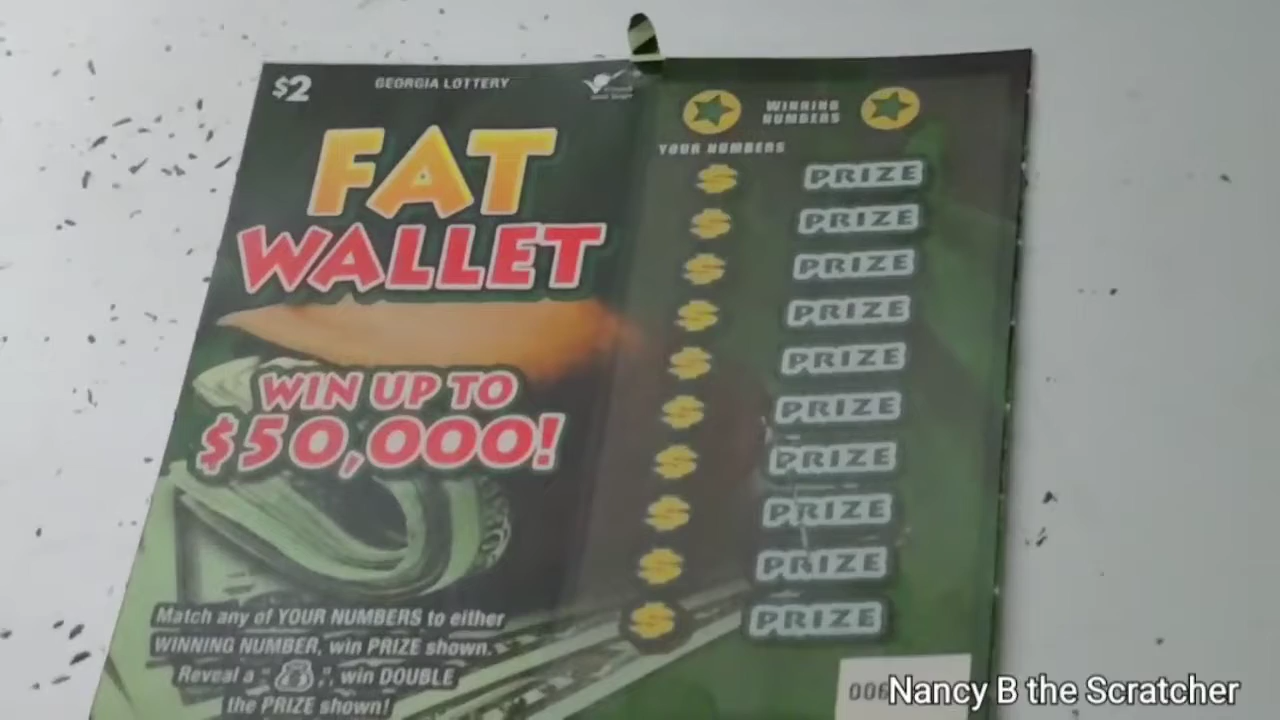 $2
GEORGIA LOTTERY
FAT
WALLET
WIN UP TO
$50,000!
Match any of YOUR NUMBERS to either
WINNING NUMBER, win PRIZE shown.
Reveal a " ", win DOUBLE
the PRIZE shown!
WINNING
NUMBERS
YOUR NUMBERS
$ PRIZE
$ PRIZE
$ PRIZE
$ PRIZE
$ PRIZE
$ PRIZE
$ PRIZE
$ PRIZE
$ PRIZE
$ PRIZE
Nancy B the Scratcher